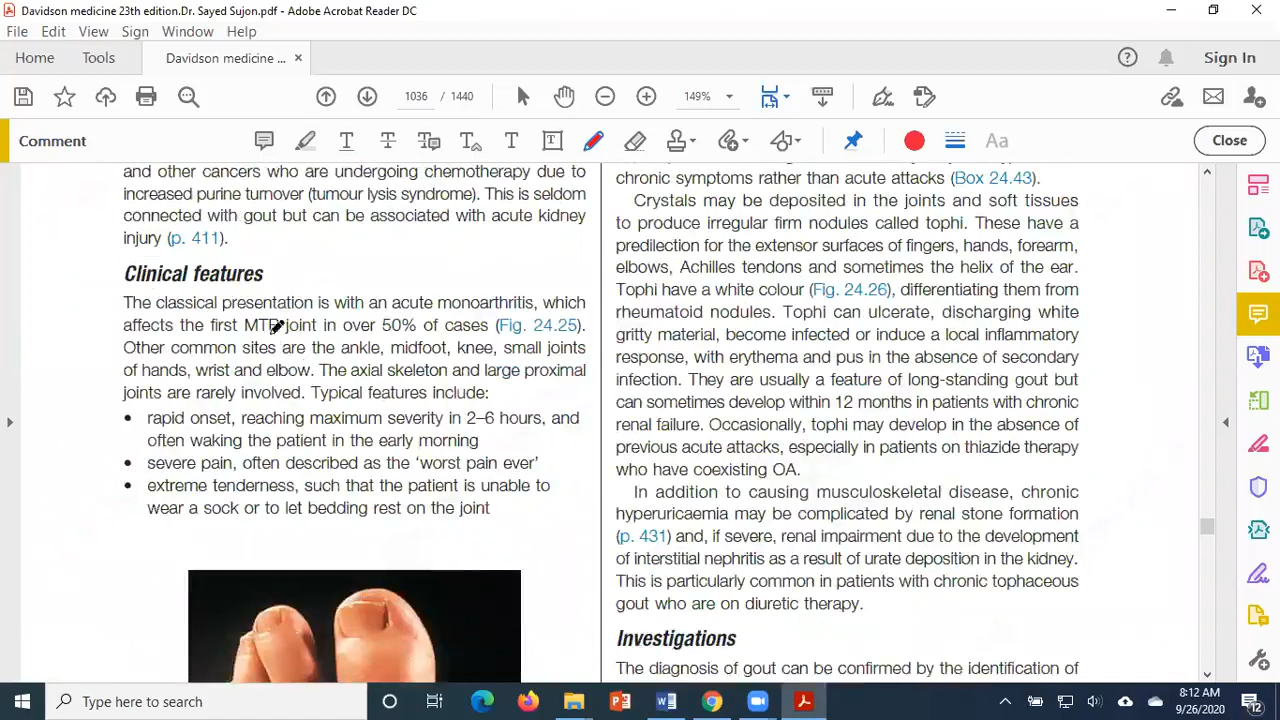 Davidson medicine 23th edition.Dr. Sayed Sujon.pdf - Adobe Acrobat Reader DC
File Edit View Sign Window Help
Home Tools Davidson medicine ... × Sign In
1036 / 1440 149%
Comment Close
and other cancers who are undergoing chemotherapy due to
increased purine turnover (tumour lysis syndrome). This is seldom
connected with gout but can be associated with acute kidney
injury (p. 411).
Clinical features
The classical presentation is with an acute monoarthritis, which
affects the first MTP joint in over 50% of cases (Fig. 24.25).
Other common sites are the ankle, midfoot, knee, small joints
of hands, wrist and elbow. The axial skeleton and large proximal
joints are rarely involved. Typical features include:
• rapid onset, reaching maximum severity in 2–6 hours, and
often waking the patient in the early morning
• severe pain, often described as the ‘worst pain ever’
• extreme tenderness, such that the patient is unable to
wear a sock or to let bedding rest on the joint
chronic symptoms rather than acute attacks (Box 24.43).
Crystals may be deposited in the joints and soft tissues
to produce irregular firm nodules called tophi. These have a
predilection for the extensor surfaces of fingers, hands, forearm,
elbows, Achilles tendons and sometimes the helix of the ear.
Tophi have a white colour (Fig. 24.26), differentiating them from
rheumatoid nodules. Tophi can ulcerate, discharging white
gritty material, become infected or induce a local inflammatory
response, with erythema and pus in the absence of secondary
infection. They are usually a feature of long-standing gout but
can sometimes develop within 12 months in patients with chronic
renal failure. Occasionally, tophi may develop in the absence of
previous acute attacks, especially in patients on thiazide therapy
who have coexisting OA.
In addition to causing musculoskeletal disease, chronic
hyperuricaemia may be complicated by renal stone formation
(p. 431) and, if severe, renal impairment due to the development
of interstitial nephritis as a result of urate deposition in the kidney.
This is particularly common in patients with chronic tophaceous
gout who are on diuretic therapy.
Investigations
The diagnosis of gout can be confirmed by the identification of
Type here to search
8:12 AM
9/26/2020
12